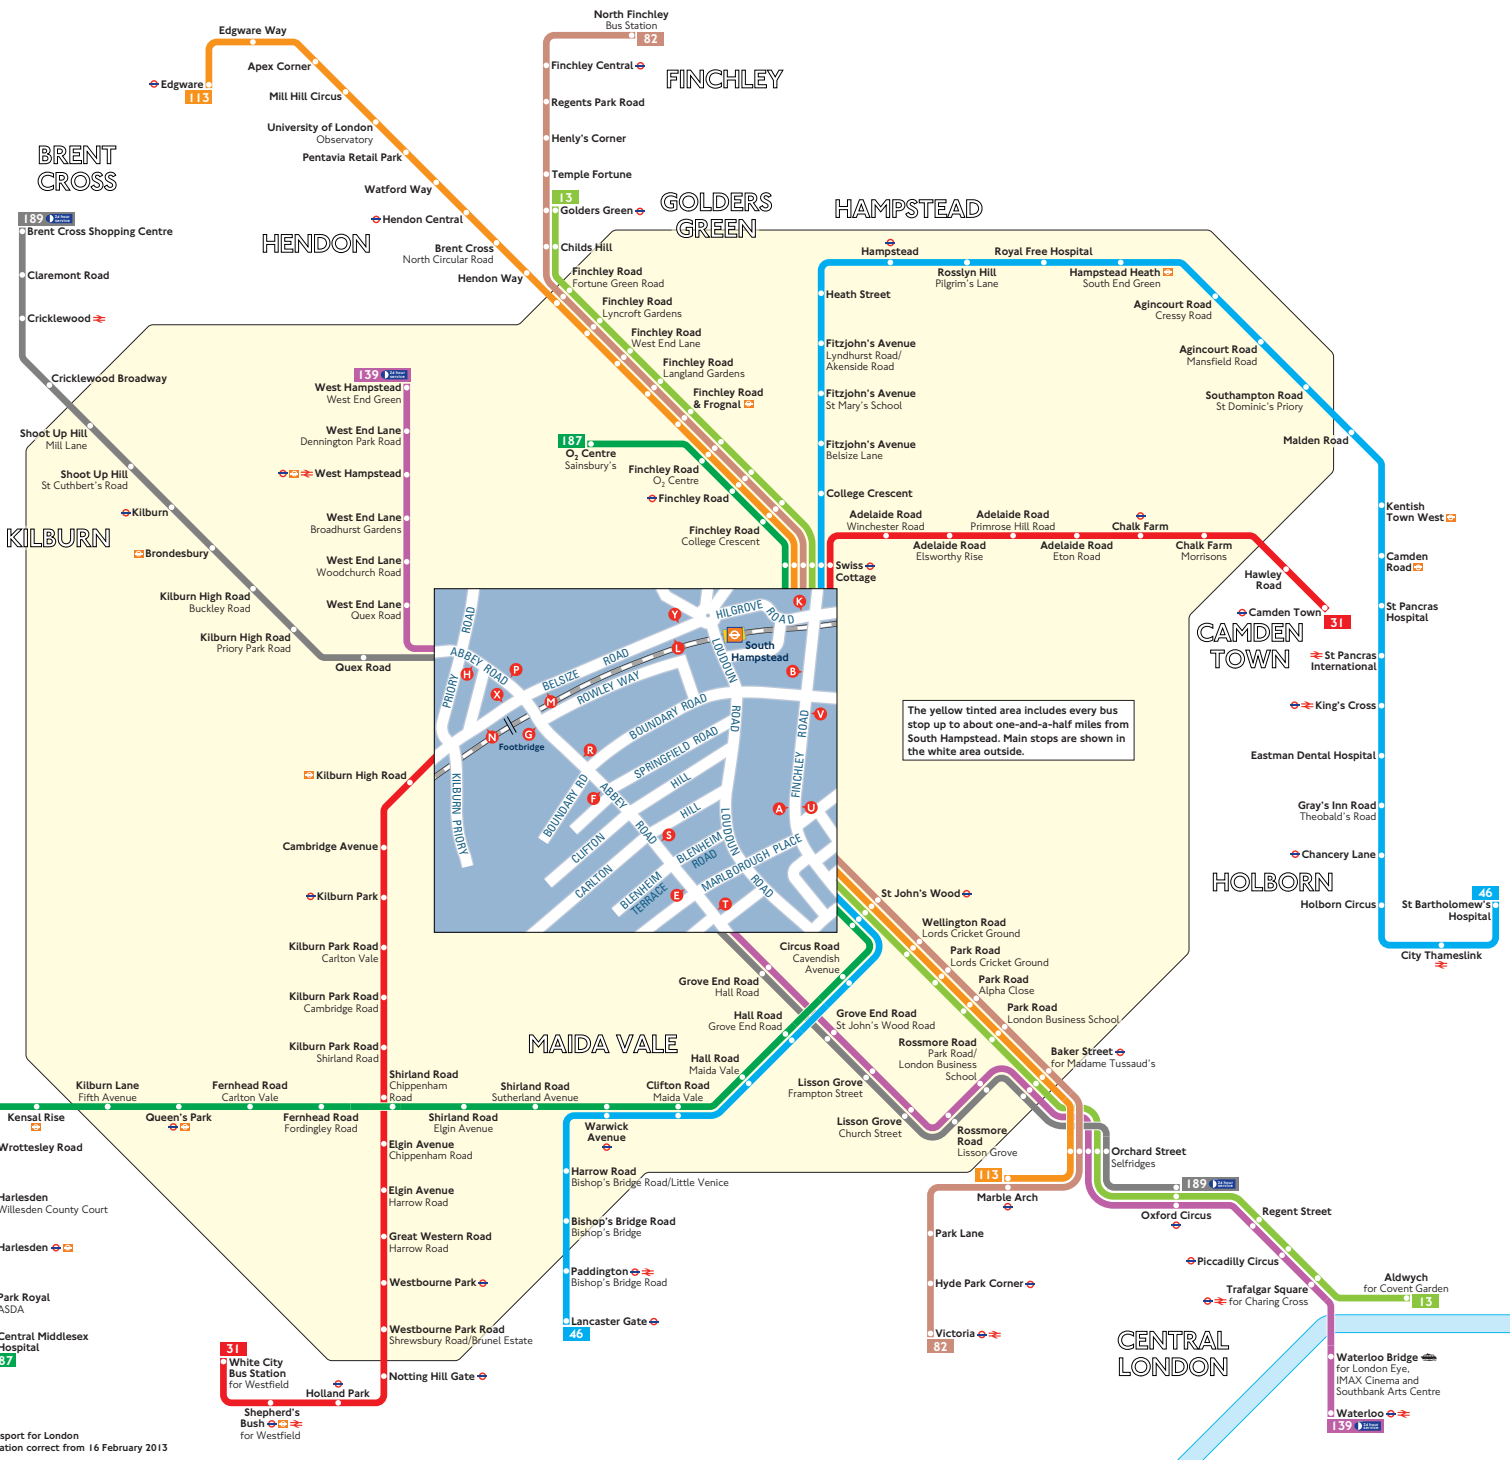 North Finchley
Bus Station
82
Edgware Way
Edgware
113
Apex Corner
Mill Hill Circus
University of London
Observatory
Pentavia Retail Park
Watford Way
Hendon Central
Brent Cross
North Circular Road
Hendon Way
Finchley Central
Regents Park Road
Henly's Corner
Temple Fortune
13
Golders Green
Childs Hill
FINCHLEY
BRENT
CROSS
HENDON
GOLDERS
GREEN
HAMPSTEAD
189 24 hour
service
Brent Cross Shopping Centre
Claremont Road
Cricklewood
Cricklewood Broadway
Shoot Up Hill
Mill Lane
Shoot Up Hill
St Cuthbert's Road
Kilburn
KILBURN
Brondesbury
Kilburn High Road
Buckley Road
Kilburn High Road
Priory Park Road
Quex Road
139 24 hour
service
West Hampstead
West End Green
West End Lane
Dennington Park Road
West Hampstead
West End Lane
Broadhurst Gardens
West End Lane
Woodchurch Road
West End Lane
Quex Road
Finchley Road
Fortune Green Road
Finchley Road
Lyncroft Gardens
Finchley Road
West End Lane
Finchley Road
Langland Gardens
Finchley Road
& Frognal
187
O2 Centre
Sainsbury's
Finchley Road
O2 Centre
Finchley Road
Finchley Road
College Crescent
Hampstead
Rosslyn Hill
Pilgrim's Lane
Royal Free Hospital
Hampstead Heath
South End Green
Agincourt Road
Cressy Road
Agincourt Road
Mansfield Road
Southampton Road
St Dominic's Priory
Malden Road
Heath Street
Fitzjohn's Avenue
Lyndhurst Road/
Akenside Road
Fitzjohn's Avenue
St Mary's School
Fitzjohn's Avenue
Belsize Lane
College Crescent
Swiss
Cottage
Adelaide Road
Winchester Road
Adelaide Road
Elsworthy Rise
Adelaide Road
Primrose Hill Road
Adelaide Road
Eton Road
Chalk Farm
Chalk Farm
Morrisons
Hawley
Road
Camden Town
31
CAMDEN
TOWN
Kentish
Town West
Camden
Road
St Pancras
Hospital
St Pancras
International
King's Cross
Eastman Dental Hospital
Gray's Inn Road
Theobald's Road
Chancery Lane
HOLBORN
Holborn Circus
46
St Bartholomew's
Hospital
City Thameslink
The yellow tinted area includes every bus
stop up to about one-and-a-half miles from
South Hampstead. Main stops are shown in
the white area outside.
ROAD
ABBEY ROAD
PRIORY
BELSIZE
ROAD
ROWLEY WAY
HILGROVE
ROAD
South
Hampstead
LOUDOUN
ROAD
BOUNDARY ROAD
SPRINGFIELD ROAD
HILL
HILL
FINCHLEY
ROAD
Footbridge
KILBURN PRIORY
BOUNDARY RD
ABBEY
ROAD
CLIFTON
CARLTON
BLENHEIM
ROAD
BLENHEIM
TERRACE
LOUDOUN
ROAD
MARLBOROUGH PLACE
Y
K
L
B
H
P
X
M
N
G
R
V
F
A
U
S
E
T
Kilburn High Road
Cambridge Avenue
Kilburn Park
Kilburn Park Road
Carlton Vale
Kilburn Park Road
Cambridge Road
Kilburn Park Road
Shirland Road
Shirland Road
Chippenham
Road
Kensal Rise
Kilburn Lane
Fifth Avenue
Queen's Park
Fernhead Road
Carlton Vale
Fernhead Road
Fordingley Road
Shirland Road
Elgin Avenue
Shirland Road
Sutherland Avenue
Warwick
Avenue
Clifton Road
Maida Vale
Hall Road
Maida Vale
Hall Road
Grove End Road
Circus Road
Cavendish
Avenue
MAIDA VALE
Wrottesley Road
Harlesden
Willesden County Court
Harlesden
Park Royal
ASDA
Central Middlesex
Hospital
87
Elgin Avenue
Chippenham Road
Elgin Avenue
Harrow Road
Great Western Road
Harrow Road
Westbourne Park
Westbourne Park Road
Shrewsbury Road/Brunel Estate
Notting Hill Gate
Holland Park
31
White City
Bus Station
for Westfield
Shepherd's
Bush
for Westfield
Harrow Road
Bishop's Bridge Road/Little Venice
Bishop's Bridge Road
Bishop's Bridge
Paddington
Bishop's Bridge Road
Lancaster Gate
46
St John's Wood
Wellington Road
Lords Cricket Ground
Park Road
Lords Cricket Ground
Park Road
Alpha Close
Park Road
London Business School
Baker Street
for Madame Tussaud's
Grove End Road
Hall Road
Grove End Road
St John's Wood Road
Lisson Grove
Frampton Street
Lisson Grove
Church Street
Rossmore Road
Park Road/
London Business
School
Rossmore
Road
Lisson Grove
Orchard Street
Selfridges
113
Marble Arch
Park Lane
Hyde Park Corner
Victoria
82
189 24 hour
service
Oxford Circus
Regent Street
Piccadilly Circus
Trafalgar Square
for Charing Cross
Aldwych
for Covent Garden
13
CENTRAL
LONDON
Waterloo Bridge
for London Eye,
IMAX Cinema and
Southbank Arts Centre
Waterloo
139 24 hour
service
sport for London
ation correct from 16 February 2013